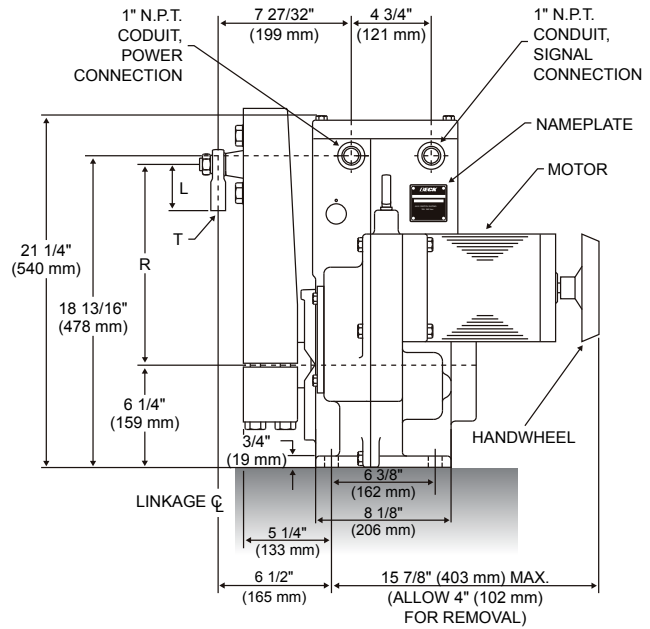 1" N.P.T.
CODUIT,
POWER
CONNECTION
7 27/32"
(199 mm)
4 3/4"
(121 mm)
1" N.P.T.
CONDUIT,
SIGNAL
CONNECTION
NAMEPLATE
BECK
MOTOR
L
T
21 1/4"
(540 mm)
R
18 13/16"
(478 mm)
6 1/4"
(159 mm)
3/4"
(19 mm)
HANDWHEEL
6 3/8"
(162 mm)
LINKAGE ℄
8 1/8"
(206 mm)
5 1/4"
(133 mm)
6 1/2"
(165 mm)
15 7/8" (403 mm) MAX.
(ALLOW 4" (102 mm)
FOR REMOVAL)